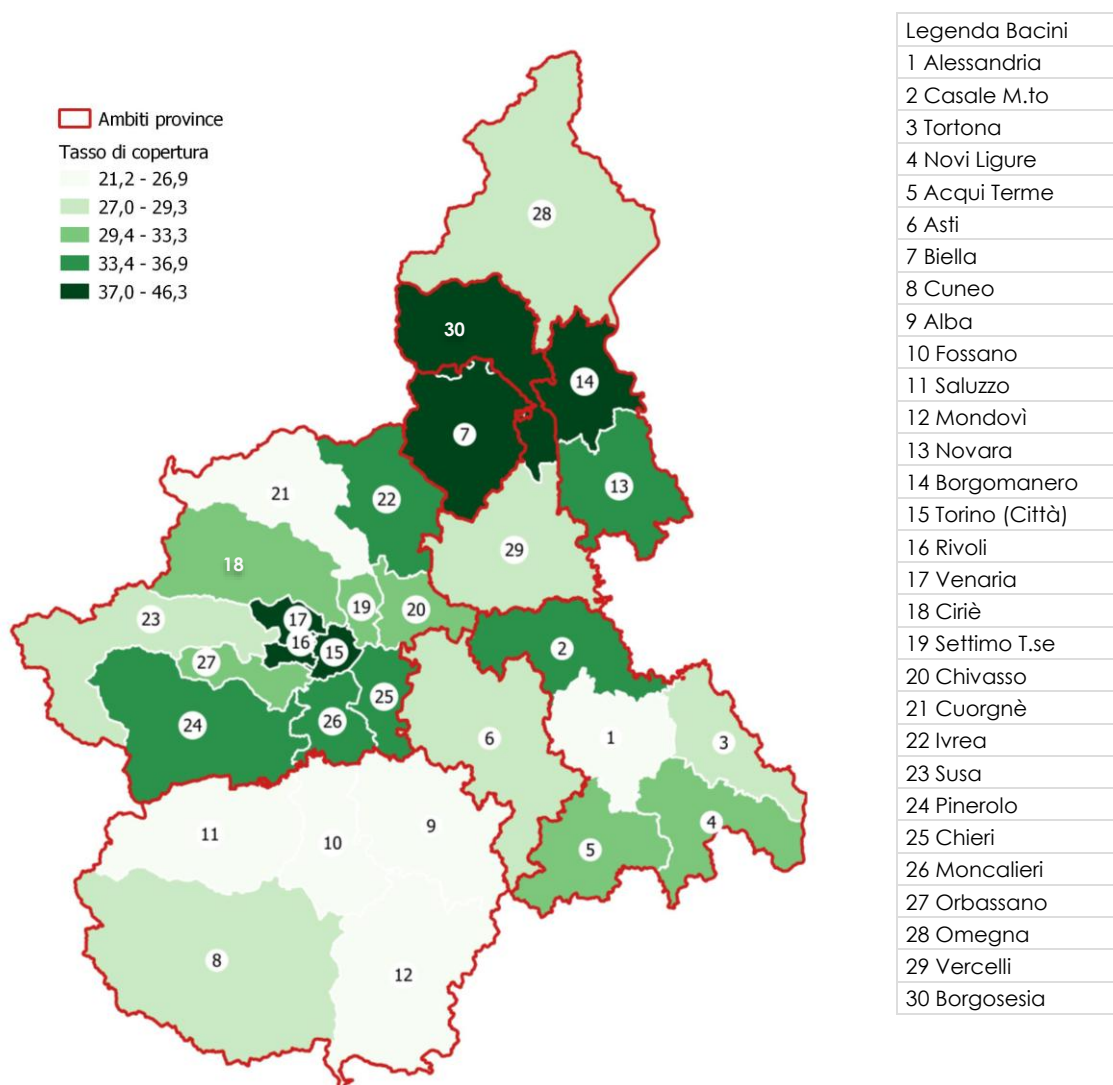 Ambiti province
Tasso di copertura
21,2 - 26,9
27,0 - 29,3
29,4 - 33,3
33,4 - 36,9
37,0 - 46,3
28
30
14
7
13
21
22
29
18
19
20
23
17
16
15
27
2
25
24
26
6
1
3
4
5
11
10
9
8
12
Legenda Bacini
1 Alessandria
2 Casale M.to
3 Tortona
4 Novi Ligure
5 Acqui Terme
6 Asti
7 Biella
8 Cuneo
9 Alba
10 Fossano
11 Saluzzo
12 Mondovì
13 Novara
14 Borgomanero
15 Torino (Città)
16 Rivoli
17 Venaria
18 Ciriè
19 Settimo T.se
20 Chivasso
21 Cuorgnè
22 Ivrea
23 Susa
24 Pinerolo
25 Chieri
26 Moncalieri
27 Orbassano
28 Omegna
29 Vercelli
30 Borgosesia